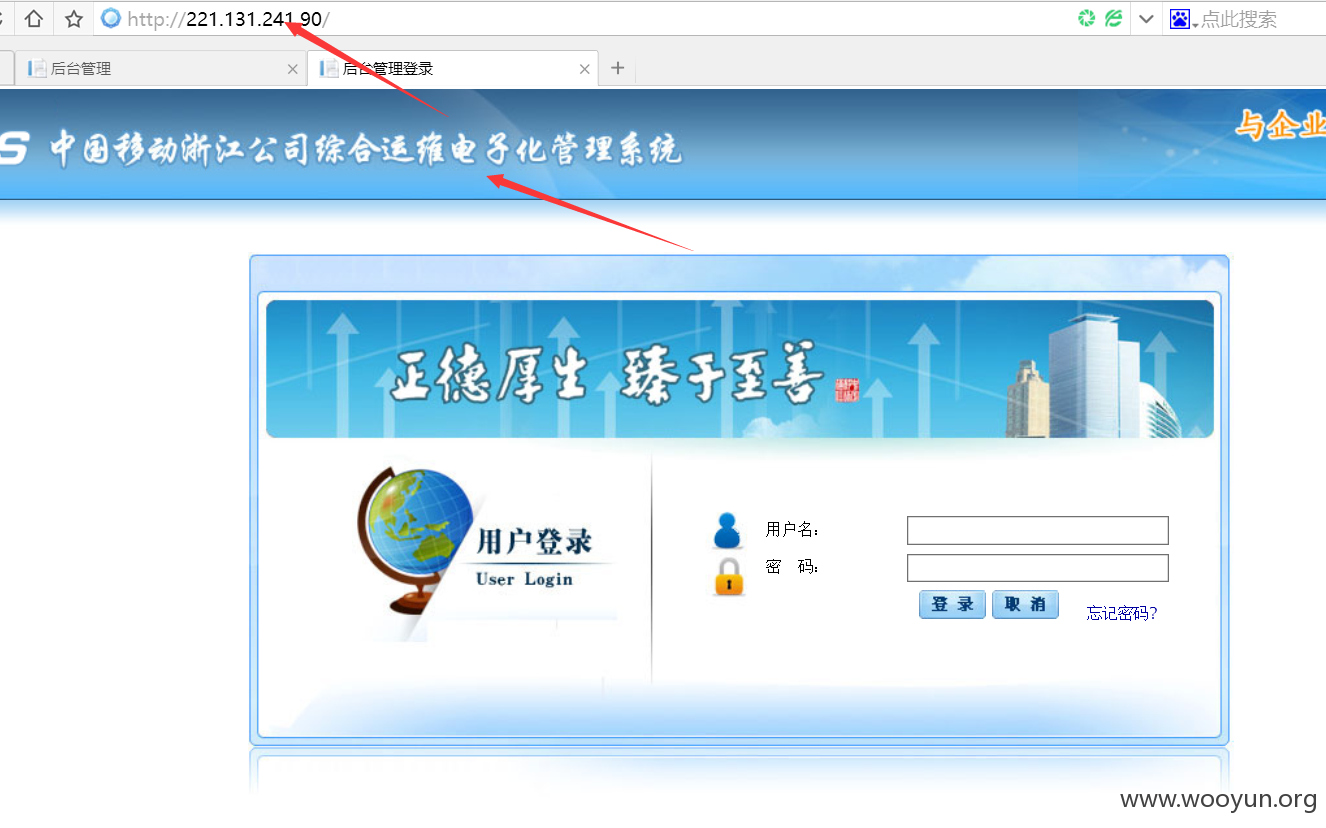 http://221.131.241.90/
点此搜索
后台管理
后台管理登录
S 中国移动浙江公司综合运维电子化管理系统
与企业
正德厚生 臻于至善
用户登录
User Login
用户名：
密 码：
登 录
取 消
忘记密码?
www.wooyun.org